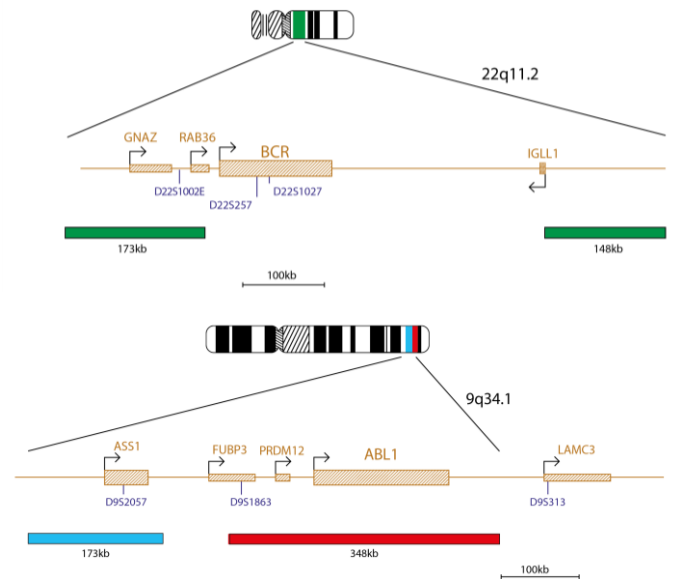 22q11.2
GNAZ RAB36 BCR IGLL1
D22S1002E D22S1027
D22S257
173kb 148kb
100kb
9q34.1
ASS1 FUBP3 PRDM12 ABL1 LAMC3
D9S2057 D9S1863 D9S313
173kb 348kb
100kb